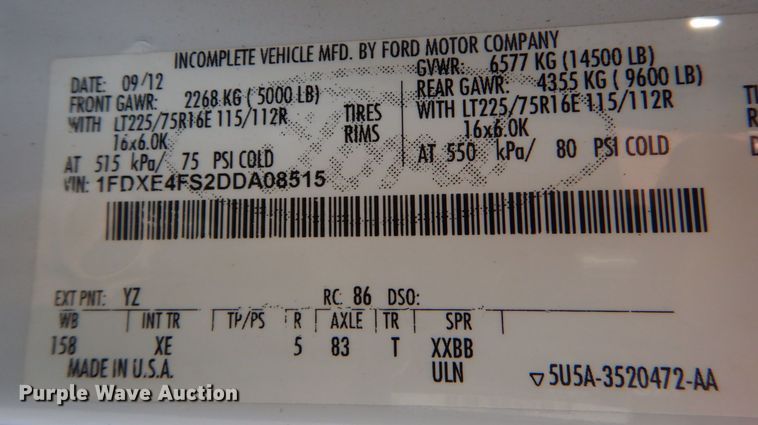 INCOMPLETE VEHICLE MFD. BY FORD MOTOR COMPANY
DATE: 09/12 GVWR: 6577 KG (14500 LB)
FRONT GAWR: 2268 KG ( 5000 LB) REAR GAWR: 4355 KG ( 9600 LB)
WITH LT225/75R16E 115/112R TIRES WITH LT225/75R16E 115/112R
16x6.0K RIMS 16x6.0K
AT 515 kPa/ 75 PSI COLD AT 550 kPa/ 80 PSI COLD
VIN: 1FDXE4FS2DDA08515
EXT PNT: YZ RC: 86 DSO:
WB INT TR TP/PS R AXLE TR SPR
158 XE 5 83 T XXBB
MADE IN U.S.A. ULN ▽5U5A-3520472-AA
Purple Wave Auction